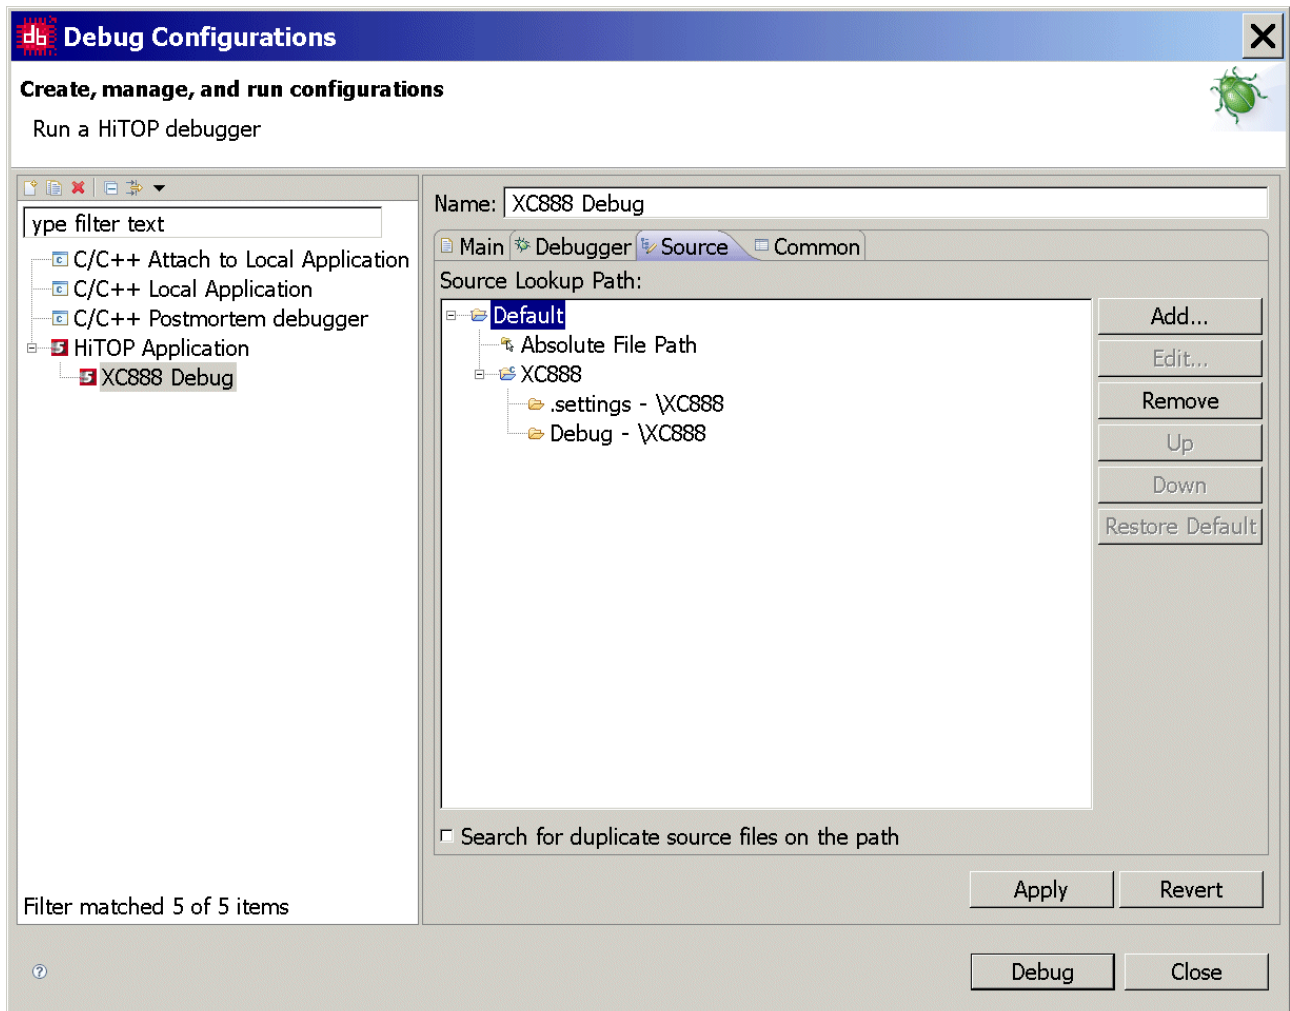 Debug Configurations
Create, manage, and run configurations
Run a HiTOP debugger
ype filter text
C/C++ Attach to Local Application
C/C++ Local Application
C/C++ Postmortem debugger
HiTOP Application
XC888 Debug
Filter matched 5 of 5 items
Name: XC888 Debug
Main Debugger Source Common
Source Lookup Path:
Default
Absolute File Path
XC888
.settings - \XC888
Debug - \XC888
Add...
Edit...
Remove
Up
Down
Restore Default
Search for duplicate source files on the path
Apply Revert
Debug Close